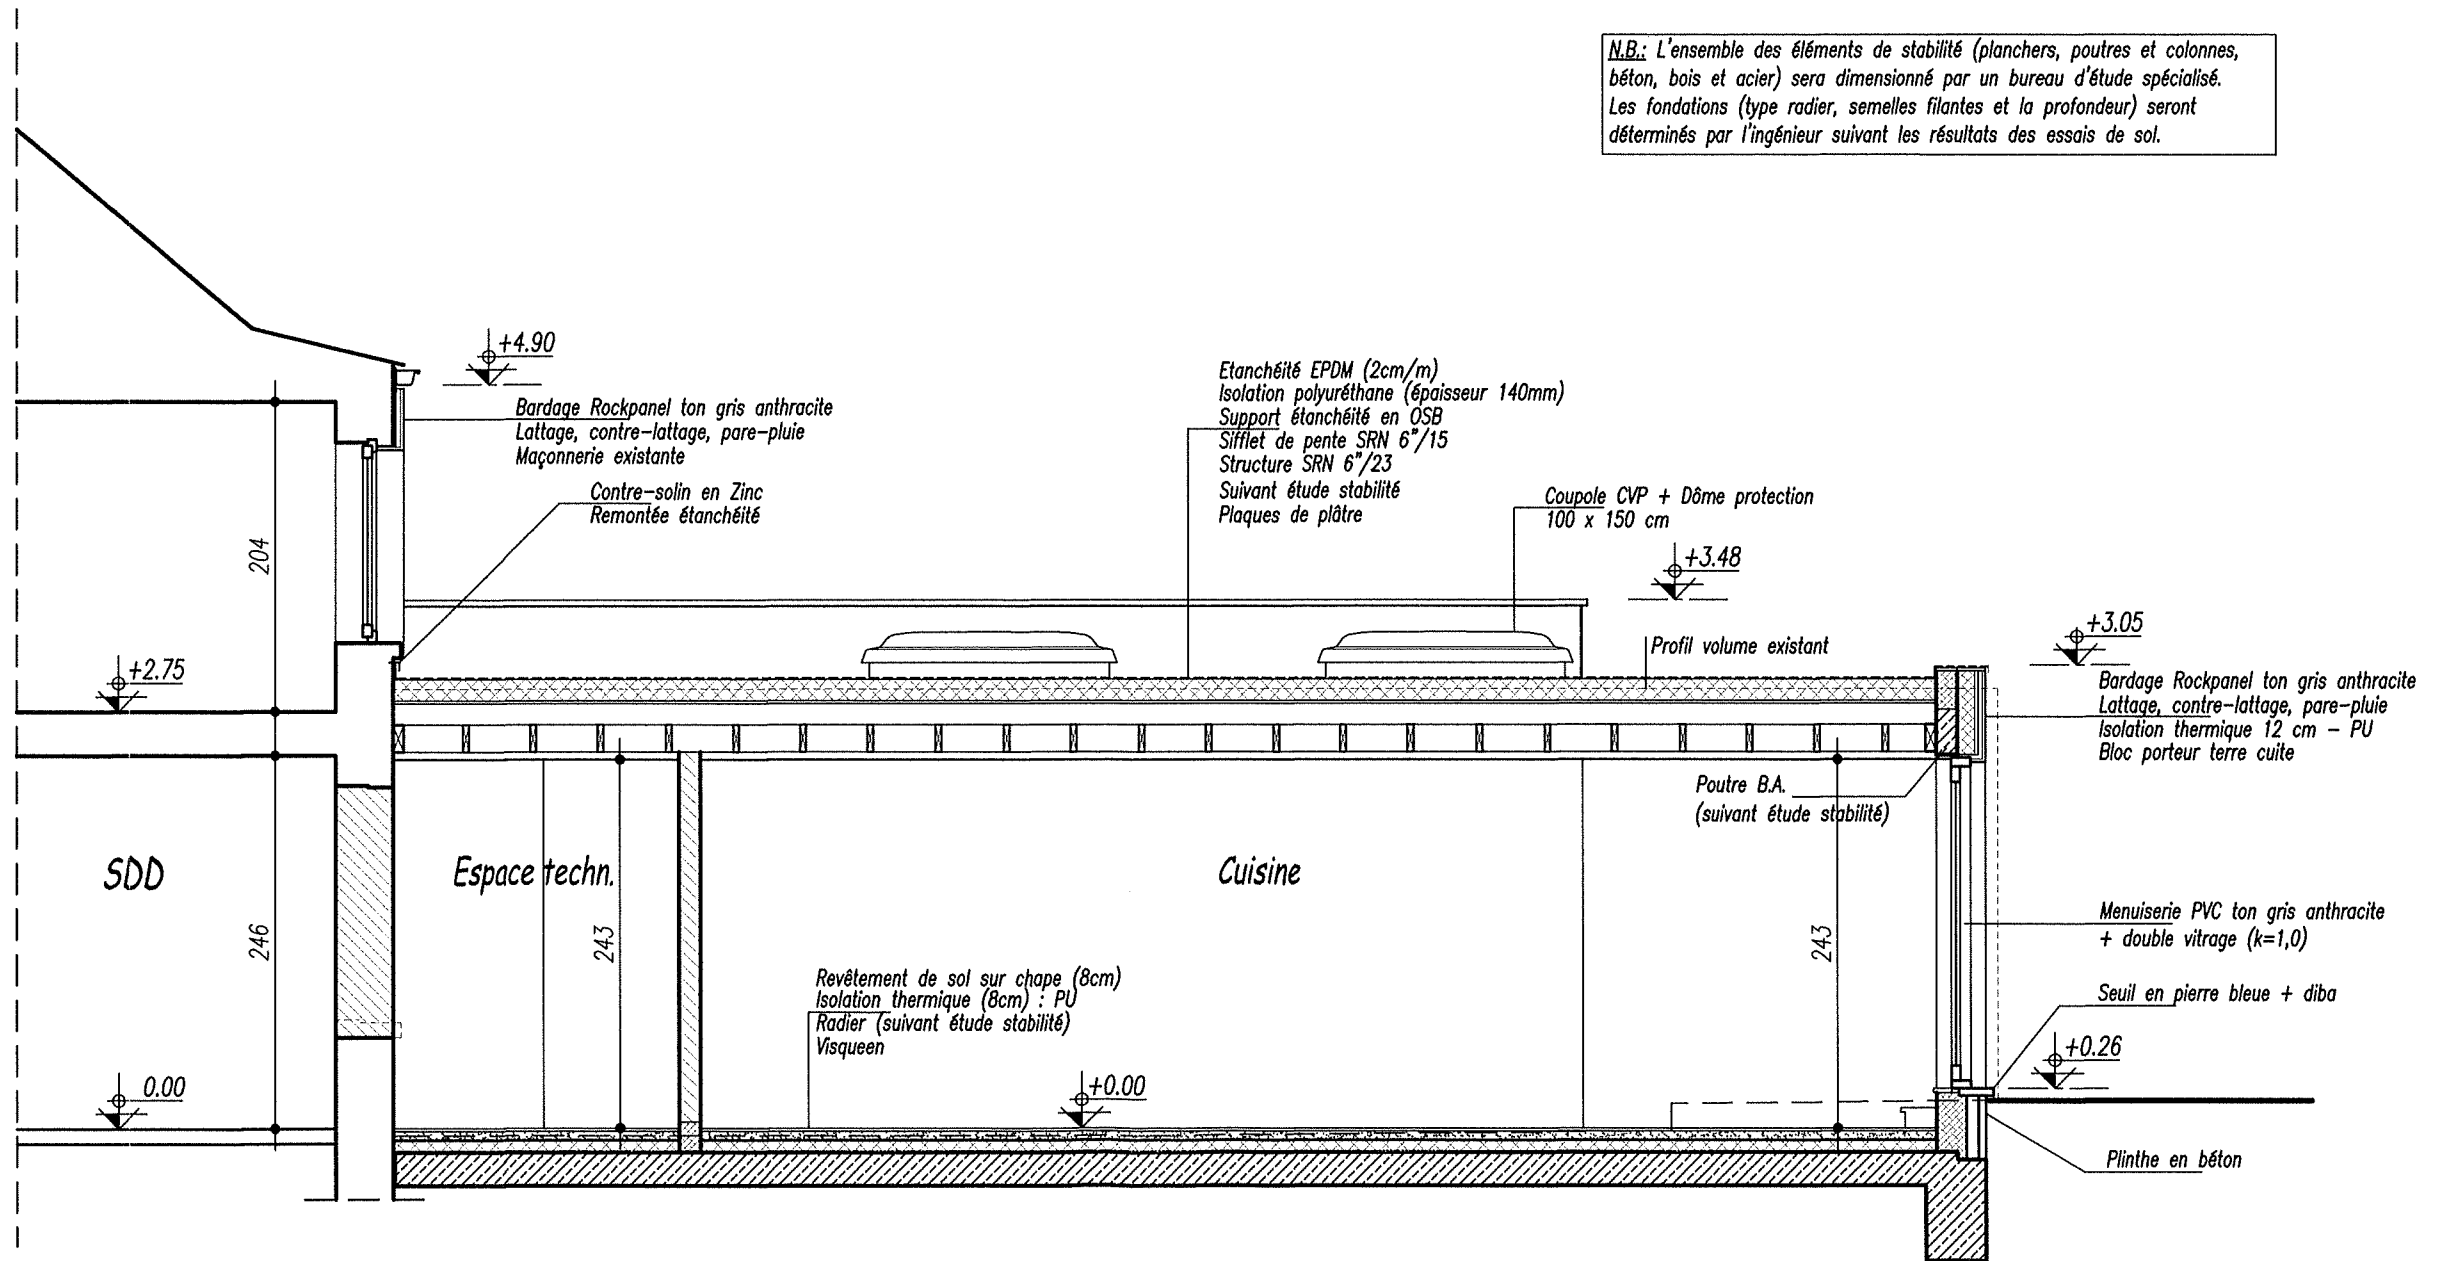 N.B.: L'ensemble des éléments de stabilité (planchers, poutres et colonnes,
béton, bois et acier) sera dimensionné par un bureau d'étude spécialisé.
Les fondations (type radier, semelles filantes et la profondeur) seront
déterminés par l'ingénieur suivant les résultats des essais de sol.
+4.90
Bardage Rockpanel ton gris anthracite
Lattage, contre-lattage, pare-pluie
Maçonnerie existante
Contre-solin en Zinc
Remontée étanchéité
Etanchéité EPDM (2cm/m)
Isolation polyuréthane (épaisseur 140mm)
Support étanchéité en OSB
Sifflet de pente SRN 6"/15
Structure SRN 6"/23
Suivant étude stabilité
Plaques de plâtre
Coupole CVP + Dôme protection
100 x 150 cm
204
+3.48
+3.05
Profil volume existant
+2.75
Bardage Rockpanel ton gris anthracite
Lattage, contre-lattage, pare-pluie
Isolation thermique 12 cm - PU
Bloc porteur terre cuite
Poutre B.A.
(suivant étude stabilité)
SDD
Espace techn.
Cuisine
246
243
243
Menuiserie PVC ton gris anthracite
+ double vitrage (k=1,0)
Revêtement de sol sur chape (8cm)
Isolation thermique (8cm) : PU
Radier (suivant étude stabilité)
Visqueen
Seuil en pierre bleue + diba
+0.26
0.00
+0.00
Plinthe en béton